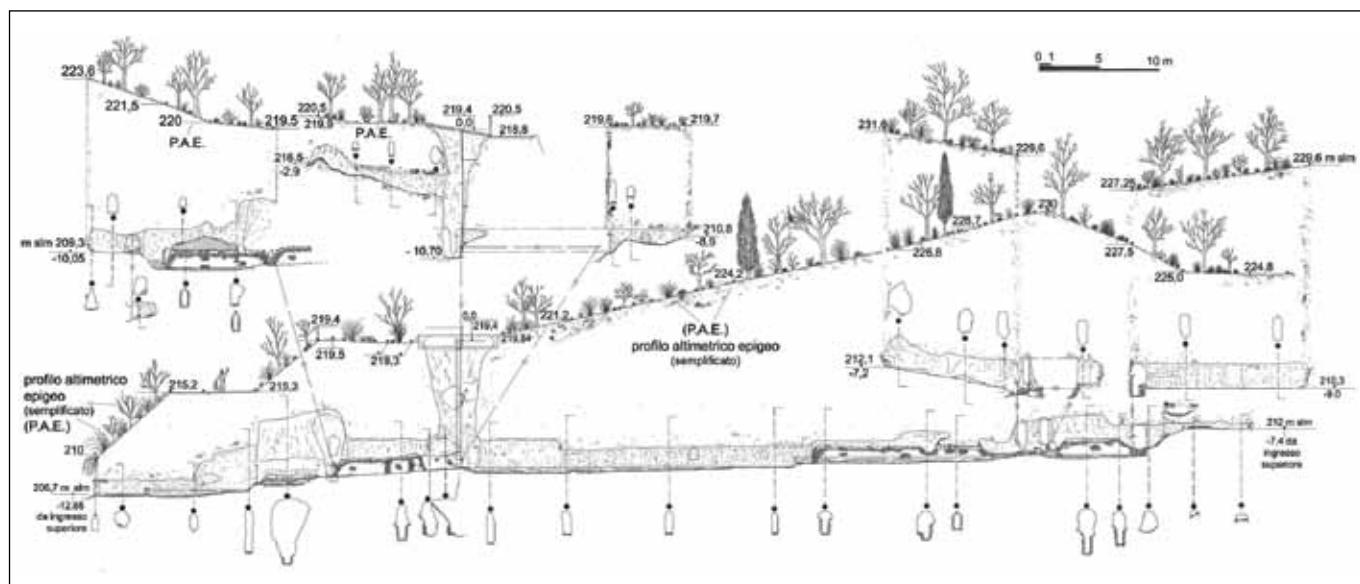 0 1 5 10 m
223,6
221,5
220
219,5
P.A.E.
220,5
219,5
P.A.E.
219,4
0,0
220,5
218,8
219,6
219,7
231,6
229,6
229,6 m slm
227,25
216,5
-2.9
m slm 209,3
-10,05
- 10,70
210,8
-8,9
230
228,7
226,8
227,5
225,0
224,8
224,2
221,2
(P.A.E.)
profilo altimetrico epigeo
(semplificato)
219,4
219,5
219,3
0,0
219,4
219,84
212,1
-7,2
210,3
-9,0
profilo altimetrico
epigeo
(semplificato)
(P.A.E.)
215,2
215,3
210
212 m slm
-7,4 da
ingresso
superiore
206,7 m slm
-12,66
da ingresso
superiore